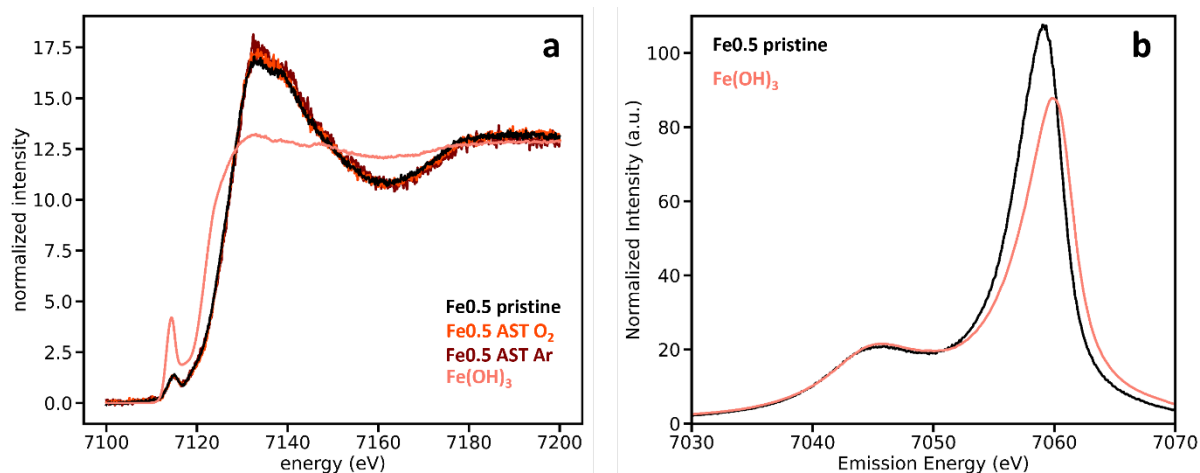 a
17.5
15.0
12.5
10.0
7.5
5.0
2.5
0.0
normalized intensity
Fe0.5 pristine
Fe0.5 AST O₂
Fe0.5 AST Ar
Fe(OH)₃
7100 7120 7140 7160 7180 7200
energy (eV)
b
Fe0.5 pristine
Fe(OH)₃
100
80
60
40
20
0
Normalized Intensity (a.u.)
7030 7040 7050 7060 7070
Emission Energy (eV)